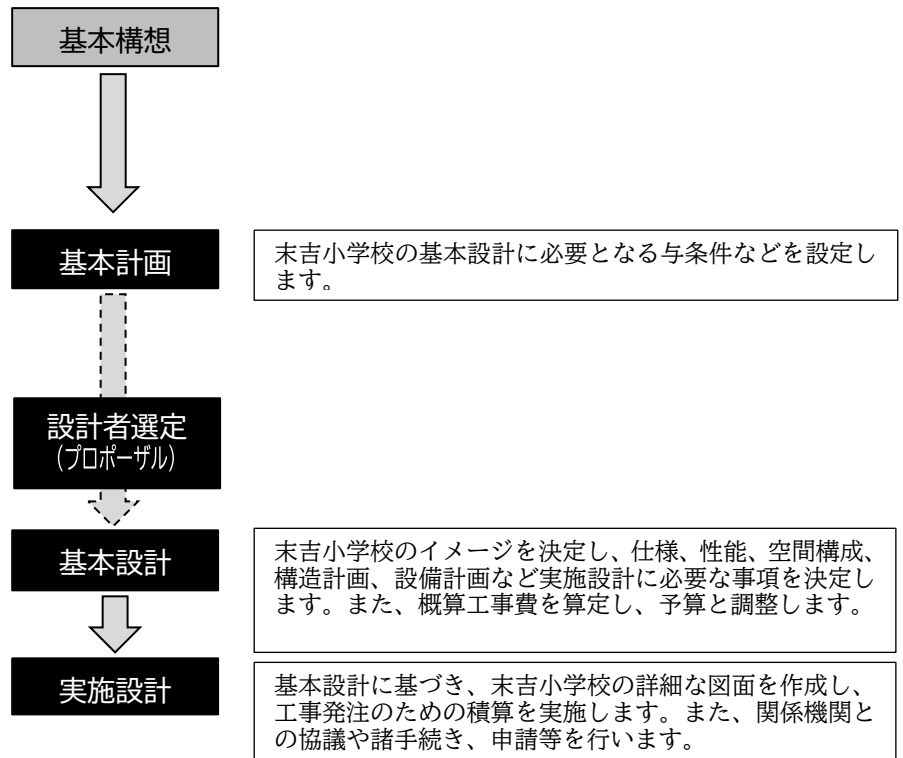 基本構想
基本計画
末吉小学校の基本設計に必要となる与条件などを設定し
ます。
設計者選定
(プロポーザル)
基本設計
末吉小学校のイメージを決定し、仕様、性能、空間構成、
構造計画、設備計画など実施設計に必要な事項を決定し
ます。また、概算工事費を算定し、予算と調整します。
実施設計
基本設計に基づき、末吉小学校の詳細な図面を作成し、
工事発注のための積算を実施します。また、関係機関と
の協議や諸手続き、申請等を行います。